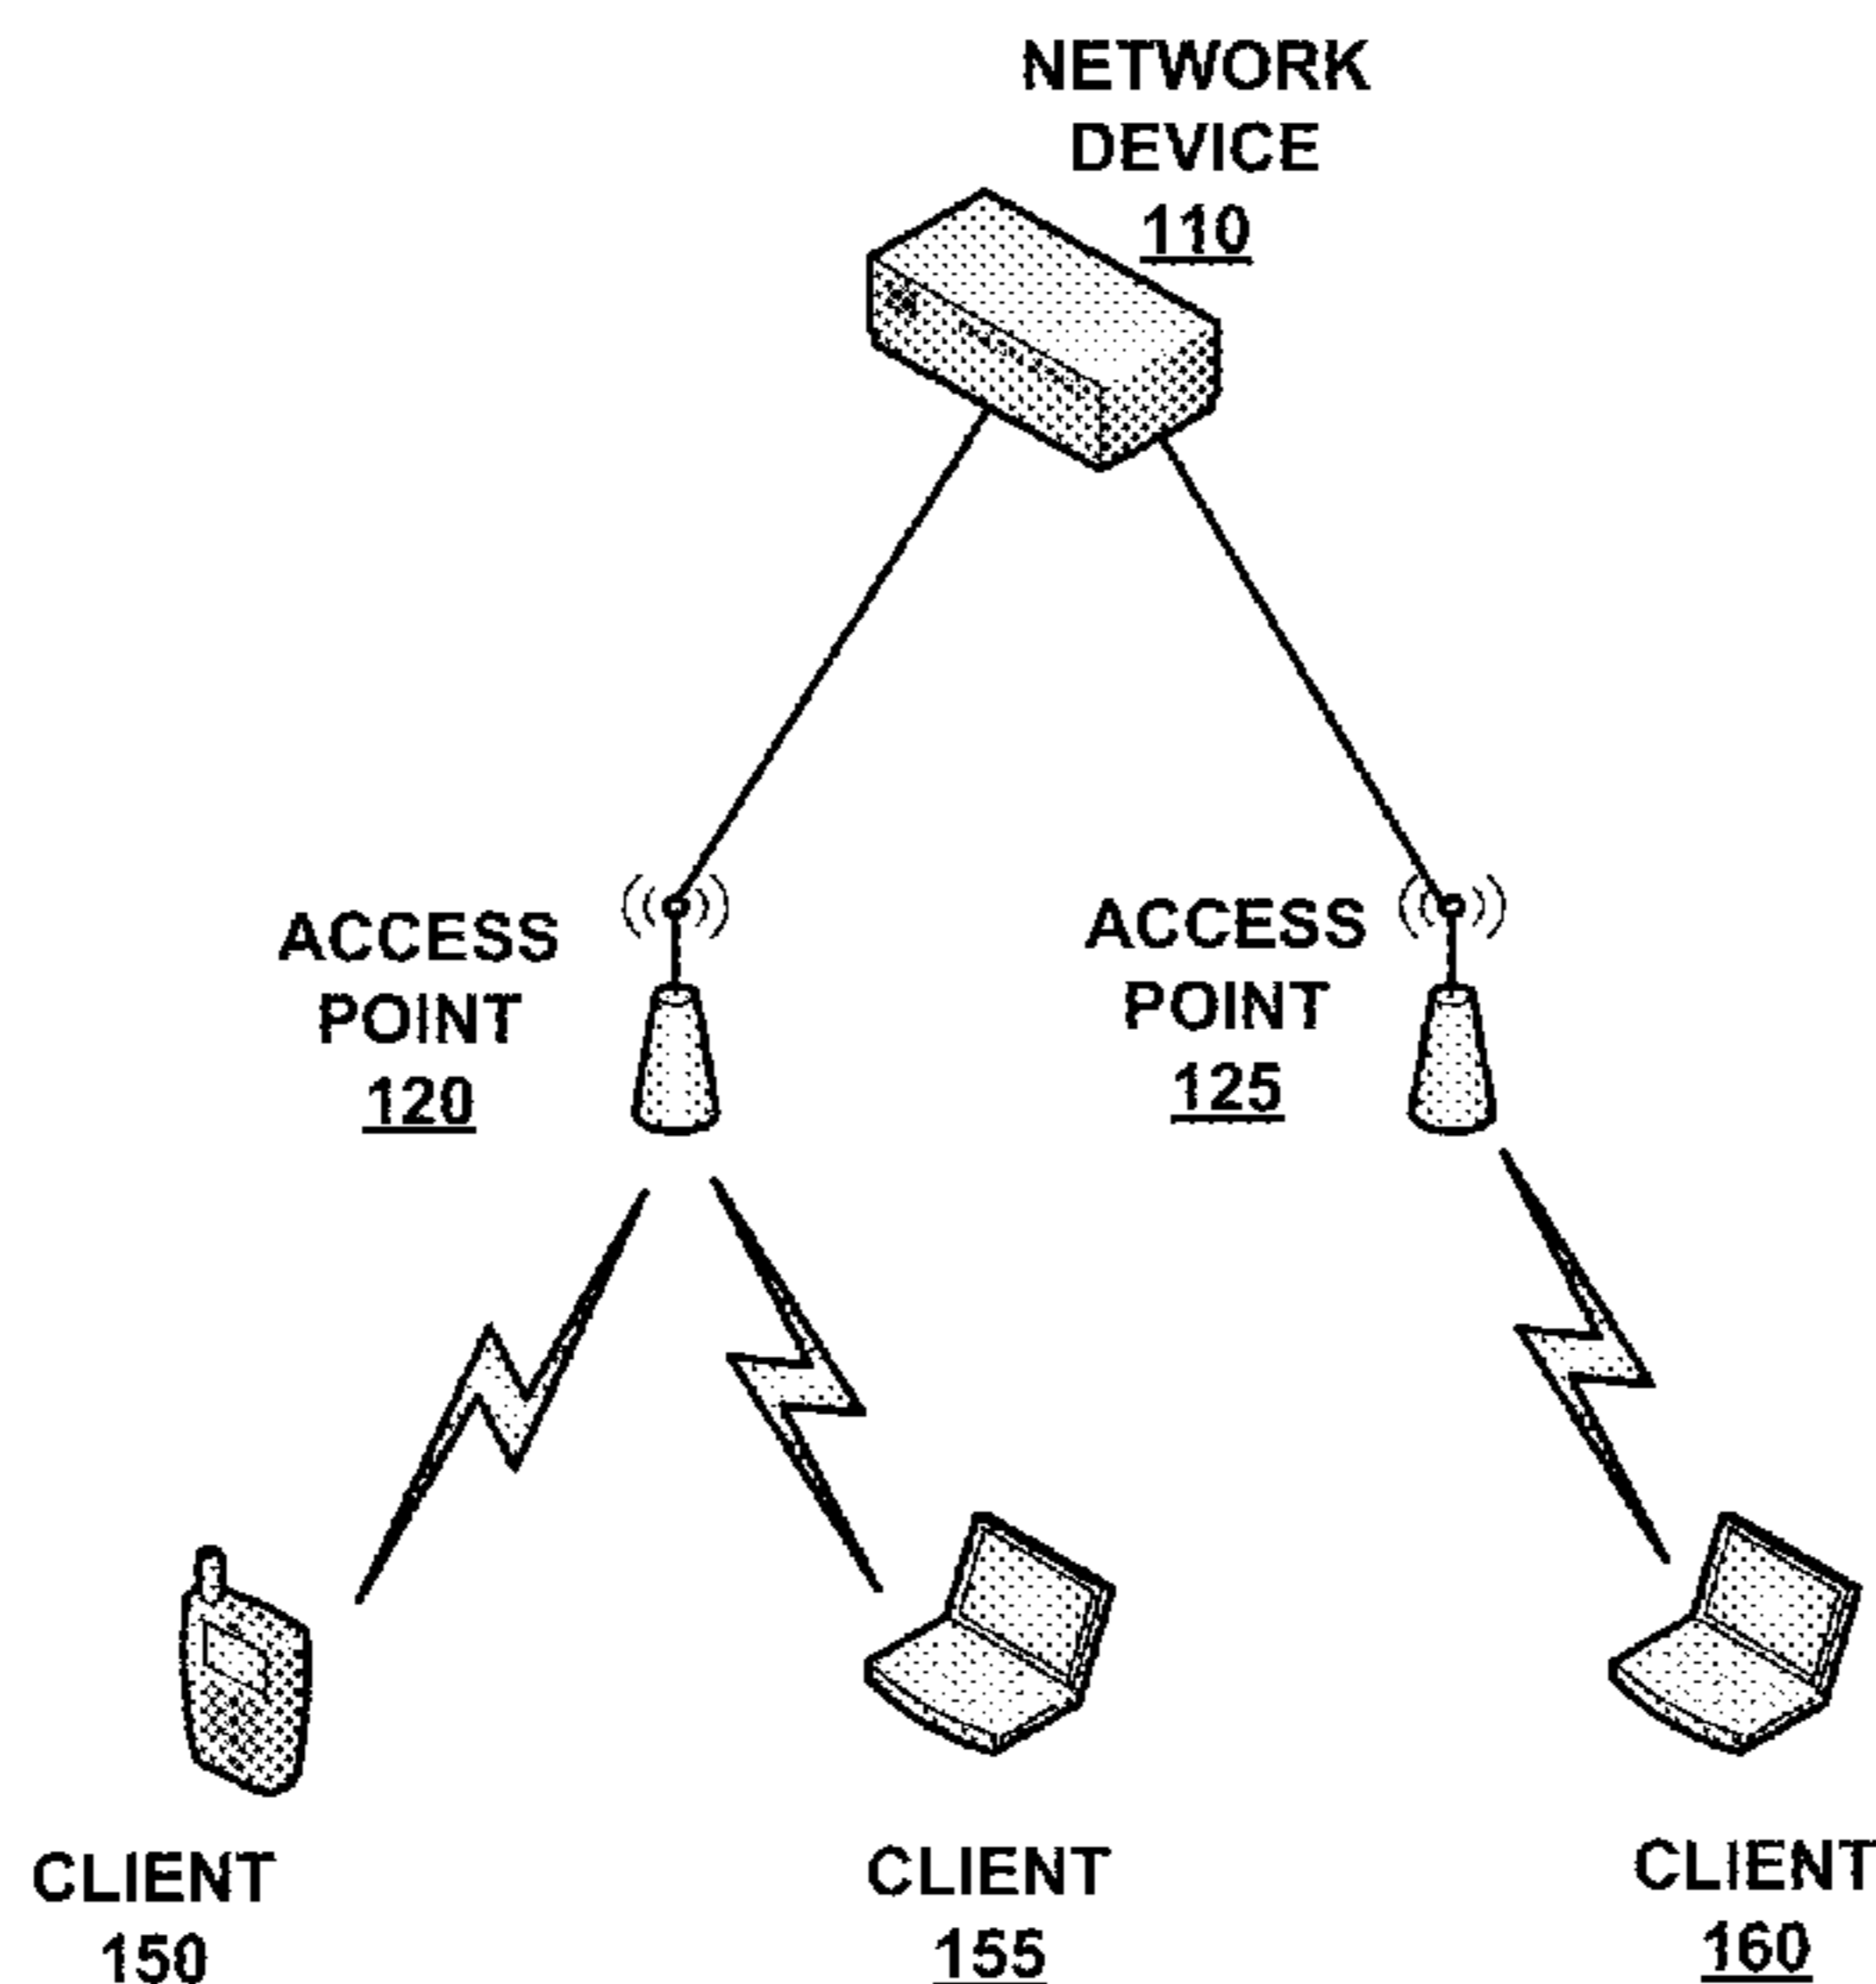 NETWORK
DEVICE
110
ACCESS
POINT
120
ACCESS
POINT
125
CLIENT
150
CLIENT
155
CLIENT
160